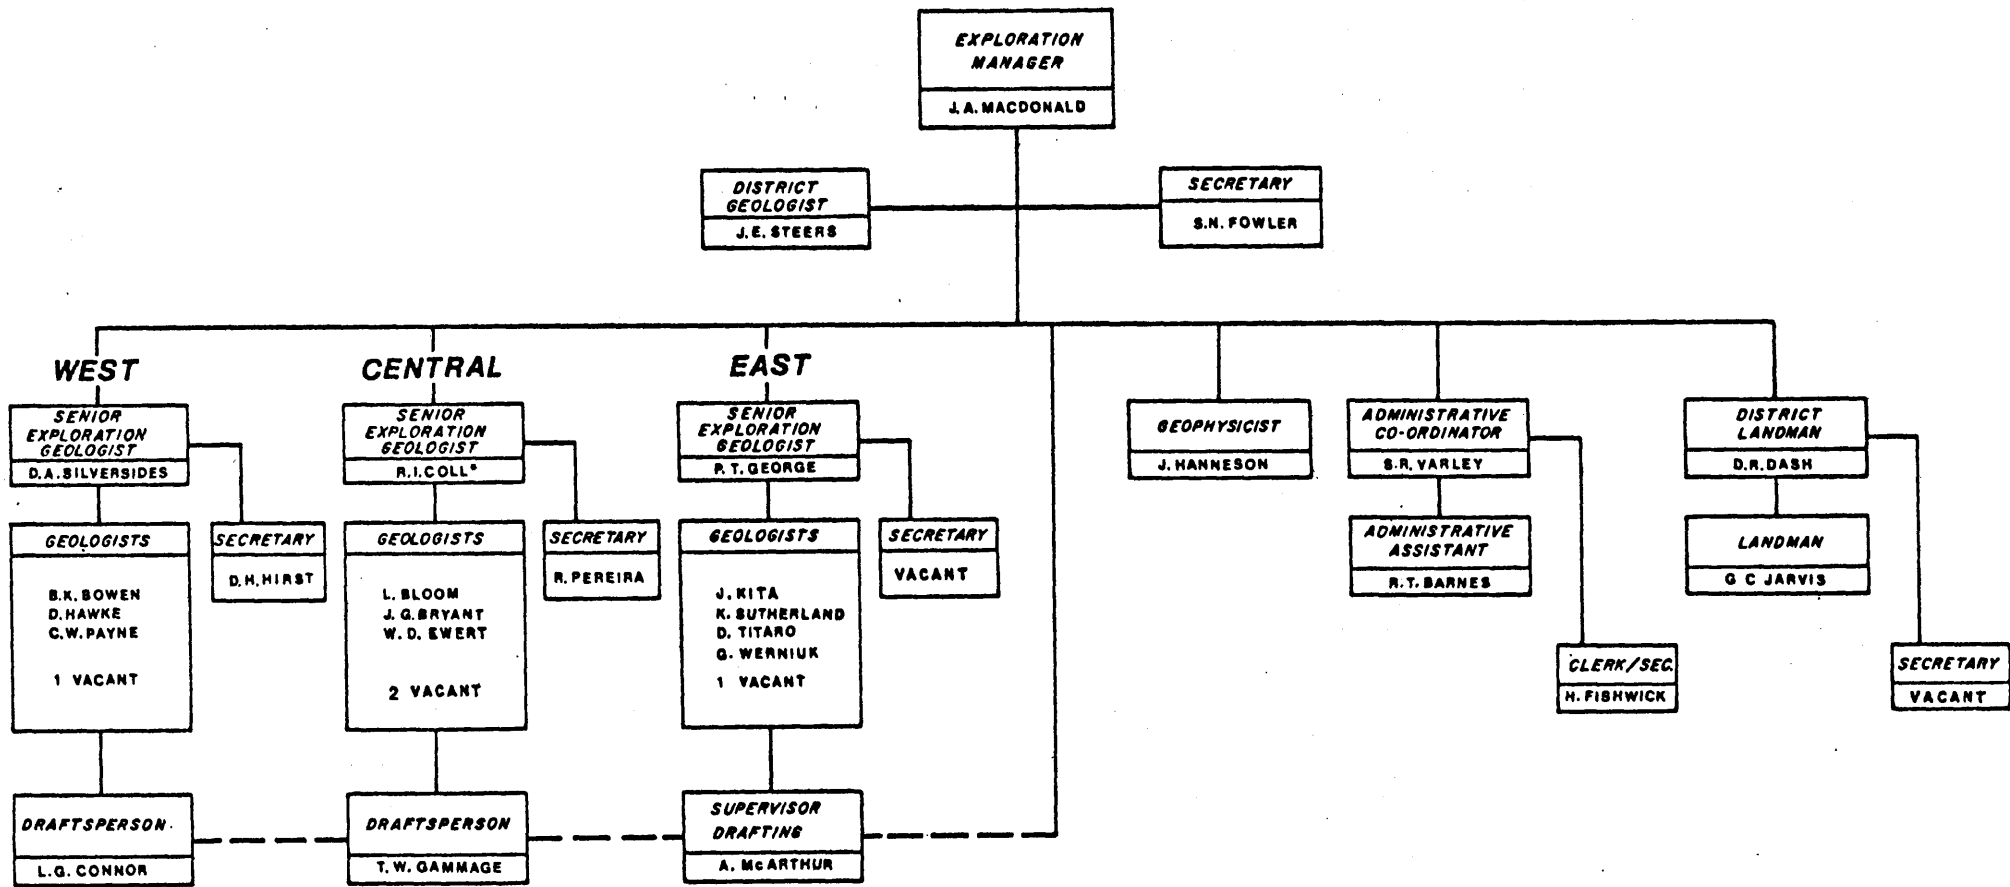 EXPLORATION
MANAGER
J.A. MACDONALD
DISTRICT
GEOLOGIST
J.E. STEERS
SECRETARY
S.N. FOWLER
WEST
SENIOR
EXPLORATION
GEOLOGIST
D.A. SILVERSIDES
GEOLOGISTS
B.K. BOWEN
D. HAWKE
C.W. PAYNE
1 VACANT
SECRETARY
D.H. HIRST
DRAFTSPERSON.
L.G. CONNOR
CENTRAL
SENIOR
EXPLORATION
GEOLOGIST
R.I. COLL*
GEOLOGISTS
L. BLOOM
J.G. BRYANT
W.D. EWERT
2 VACANT
SECRETARY
R. PEREIRA
DRAFTSPERSON
T.W. GAMMAGE
EAST
SENIOR
EXPLORATION
GEOLOGIST
P.T. GEORGE
GEOLOGISTS
J. KITA
K. SUTHERLAND
D. TITARO
G. WERNIUK
1 VACANT
SECRETARY
VACANT
SUPERVISOR
DRAFTING
A. McARTHUR
GEOPHYSICIST
J. HANNESON
ADMINISTRATIVE
CO-ORDINATOR
S.R. VARLEY
ADMINISTRATIVE
ASSISTANT
R.T. BARNES
CLERK/SEC.
H. FISHWICK
DISTRICT
LANDMAN
D.R. DASH
LANDMAN
G C JARVIS
SECRETARY
VACANT